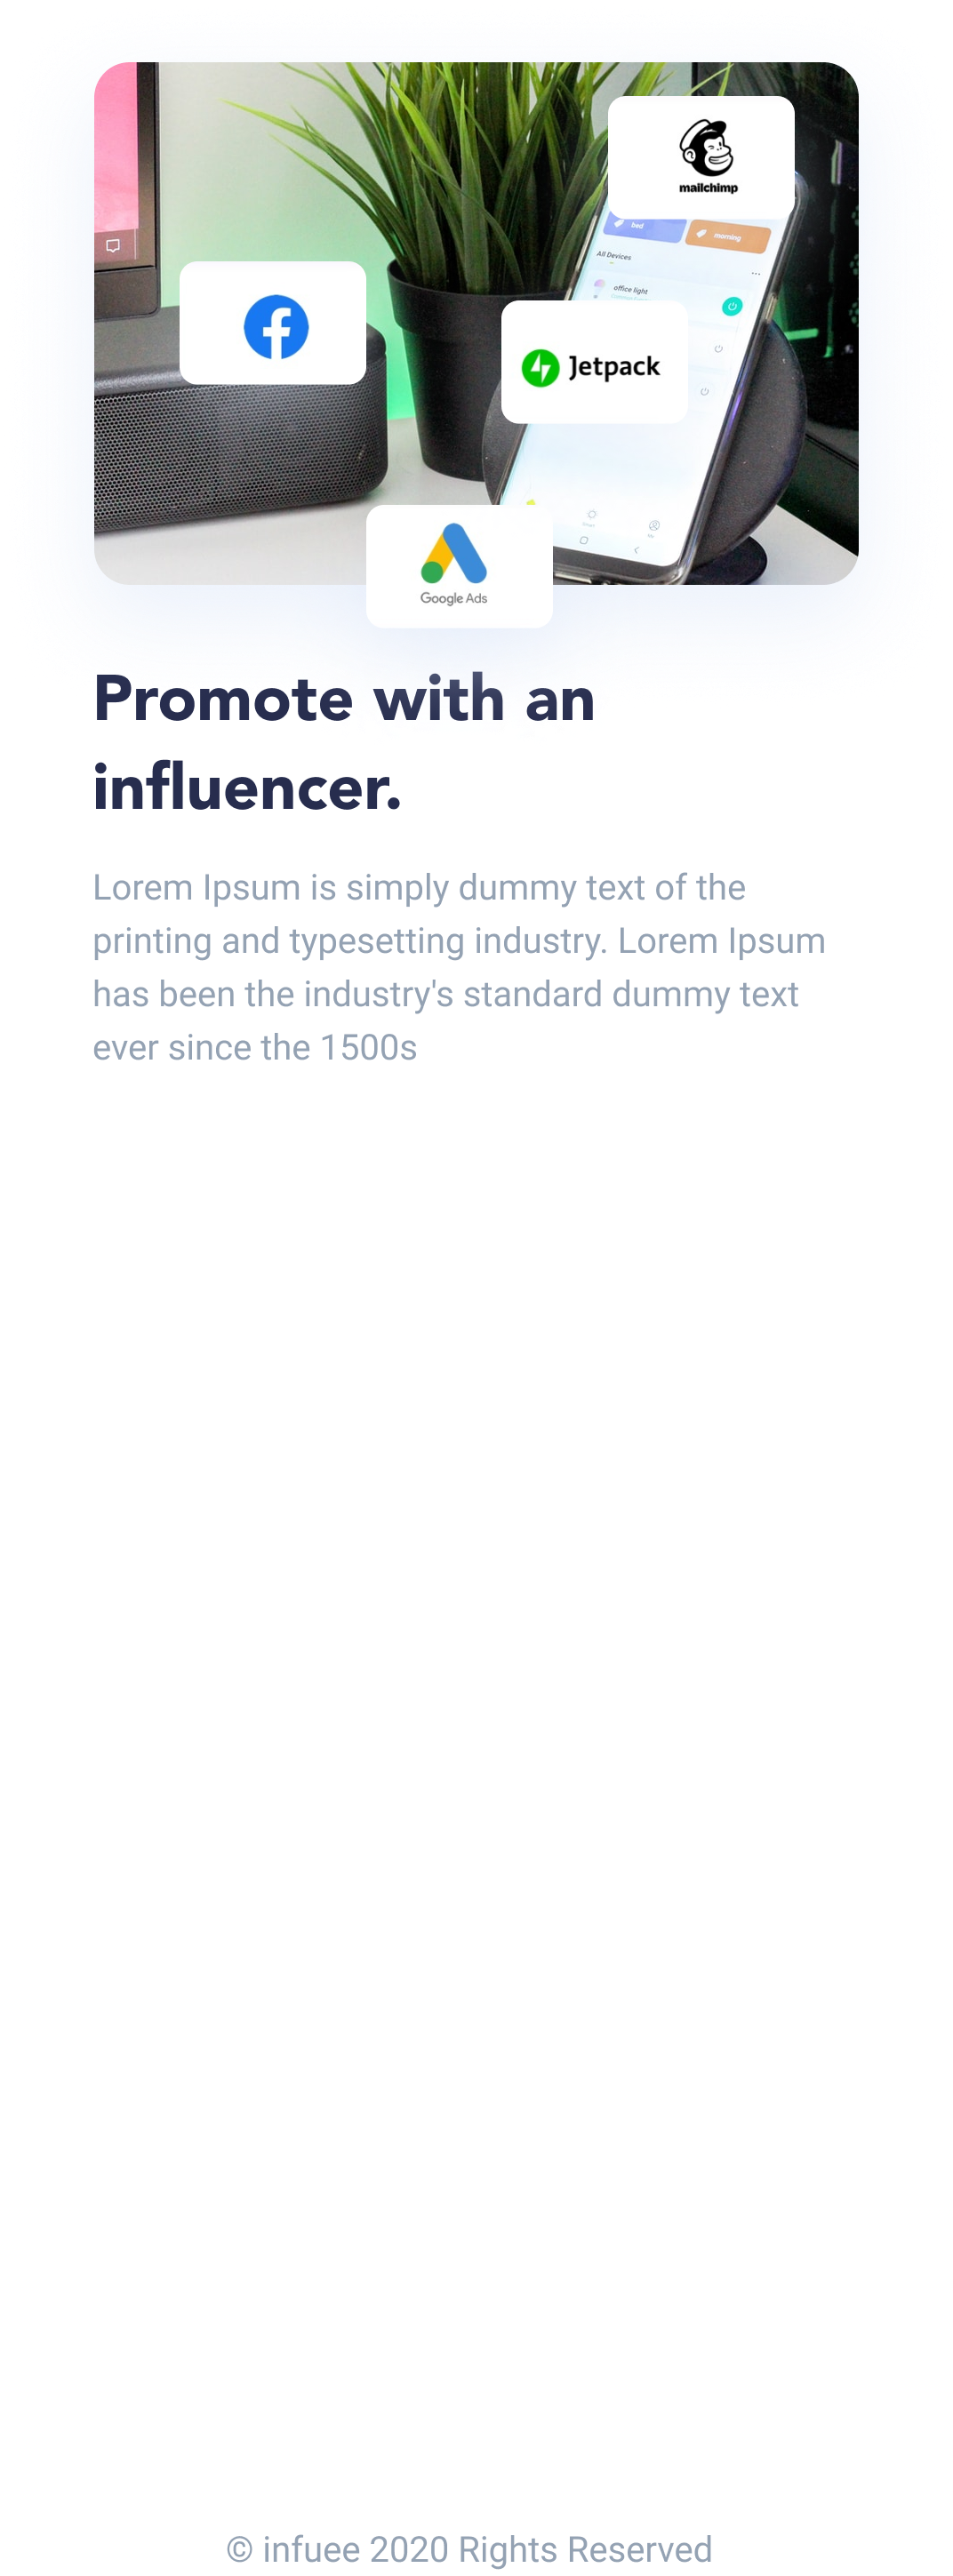 mailchimp
bed
morning
All Devices
office light
Jetpack
Google Ads
Promote with an
influencer.
Lorem Ipsum is simply dummy text of the
printing and typesetting industry. Lorem Ipsum
has been the industry's standard dummy text
ever since the 1500s
© infuee 2020 Rights Reserved